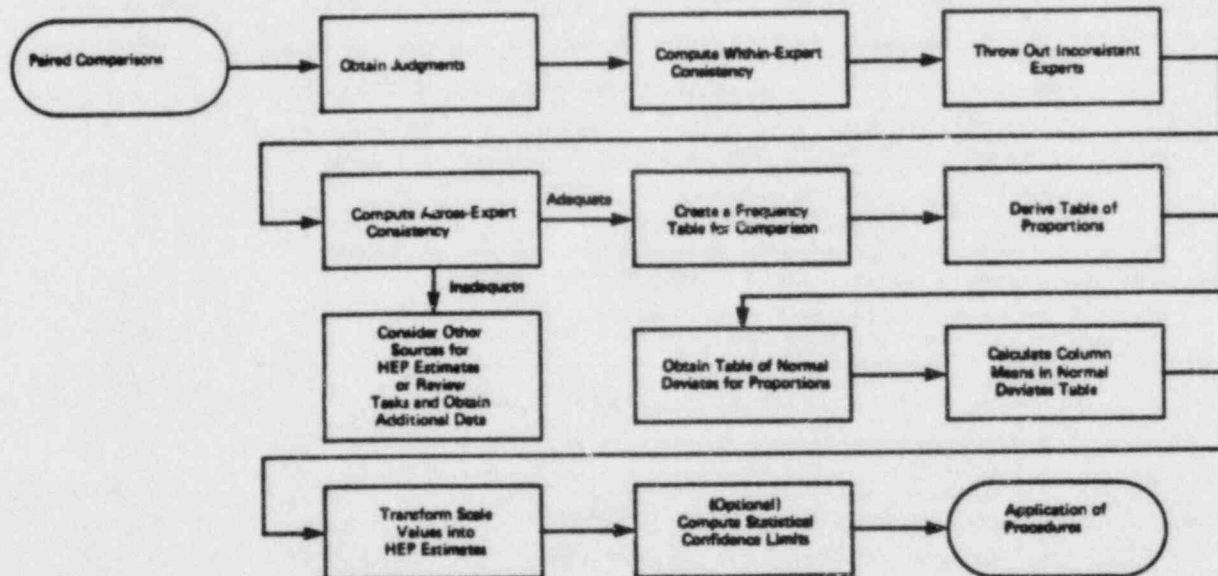 Paired Comparisons
Obtain Judgments
Compute Within-Expert
Consistency
Throw Out Inconsistent
Experts
Compute Across-Expert
Consistency
Adequate
Create a Frequency
Table for Comparison
Derive Table of
Proportions
Inadequate
Consider Other
Sources for
HEP Estimates
or Review
Tasks and Obtain
Additional Data
Obtain Table of Normal
Deviates for Proportions
Calculate Column
Means in Normal
Deviates Table
Transform Scale
Values into
HEP Estimates
(Optional)
Compute Statistical
Confidence Limits
Application of
Procedures